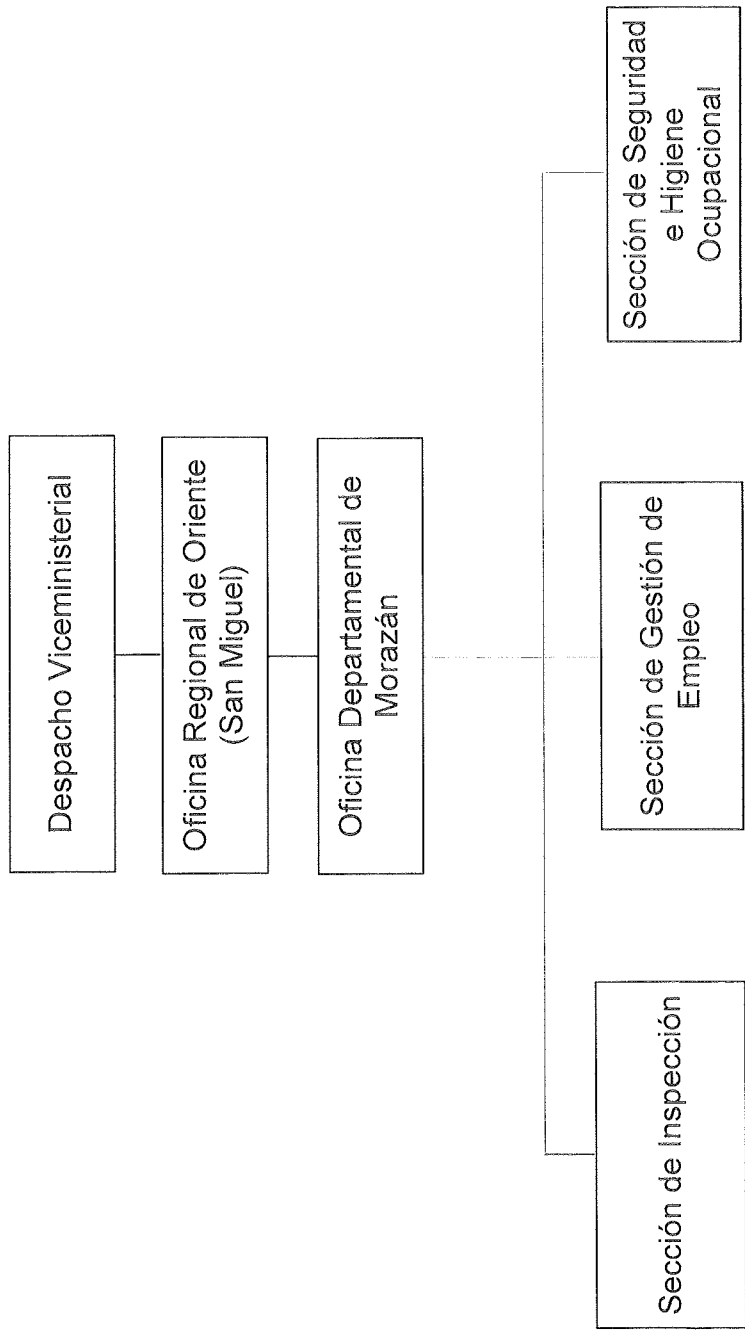 Despacho Viceministerial
Oficina Regional de Oriente
(San Miguel)
Oficina Departamental de
Morazán
Sección de Inspección
Sección de Gestión de
Empleo
Sección de Seguridad
e Higiene
Ocupacional